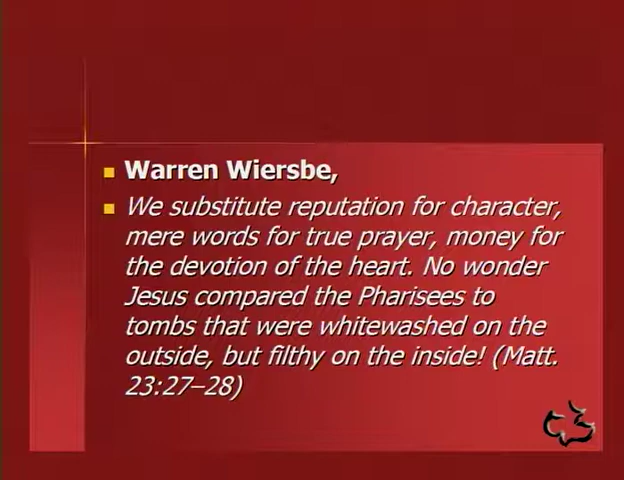 Warren Wiersbe,
We substitute reputation for character,
mere words for true prayer, money for
the devotion of the heart. No wonder
Jesus compared the Pharisees to
tombs that were whitewashed on the
outside, but filthy on the inside! (Matt.
23:27–28)